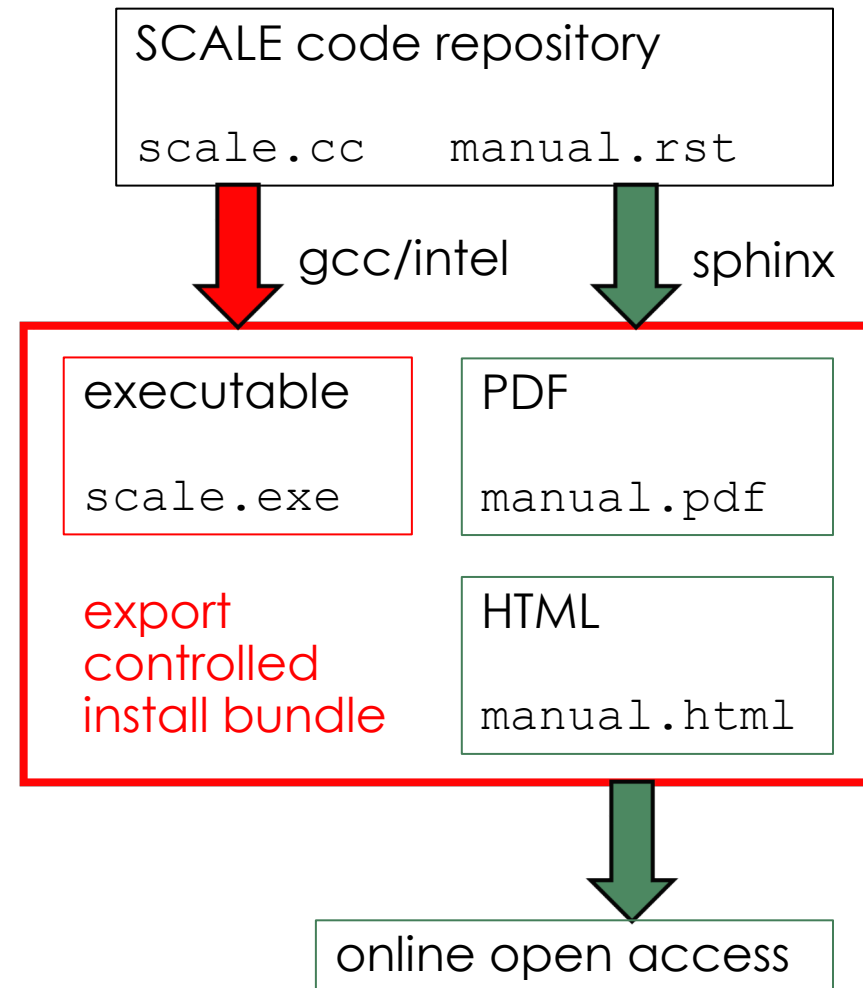 SCALE code repository
scale.cc manual.rst
gcc/intel
sphinx
executable
scale.exe
PDF
manual.pdf
export
controlled
install bundle
HTML
manual.html
online open access